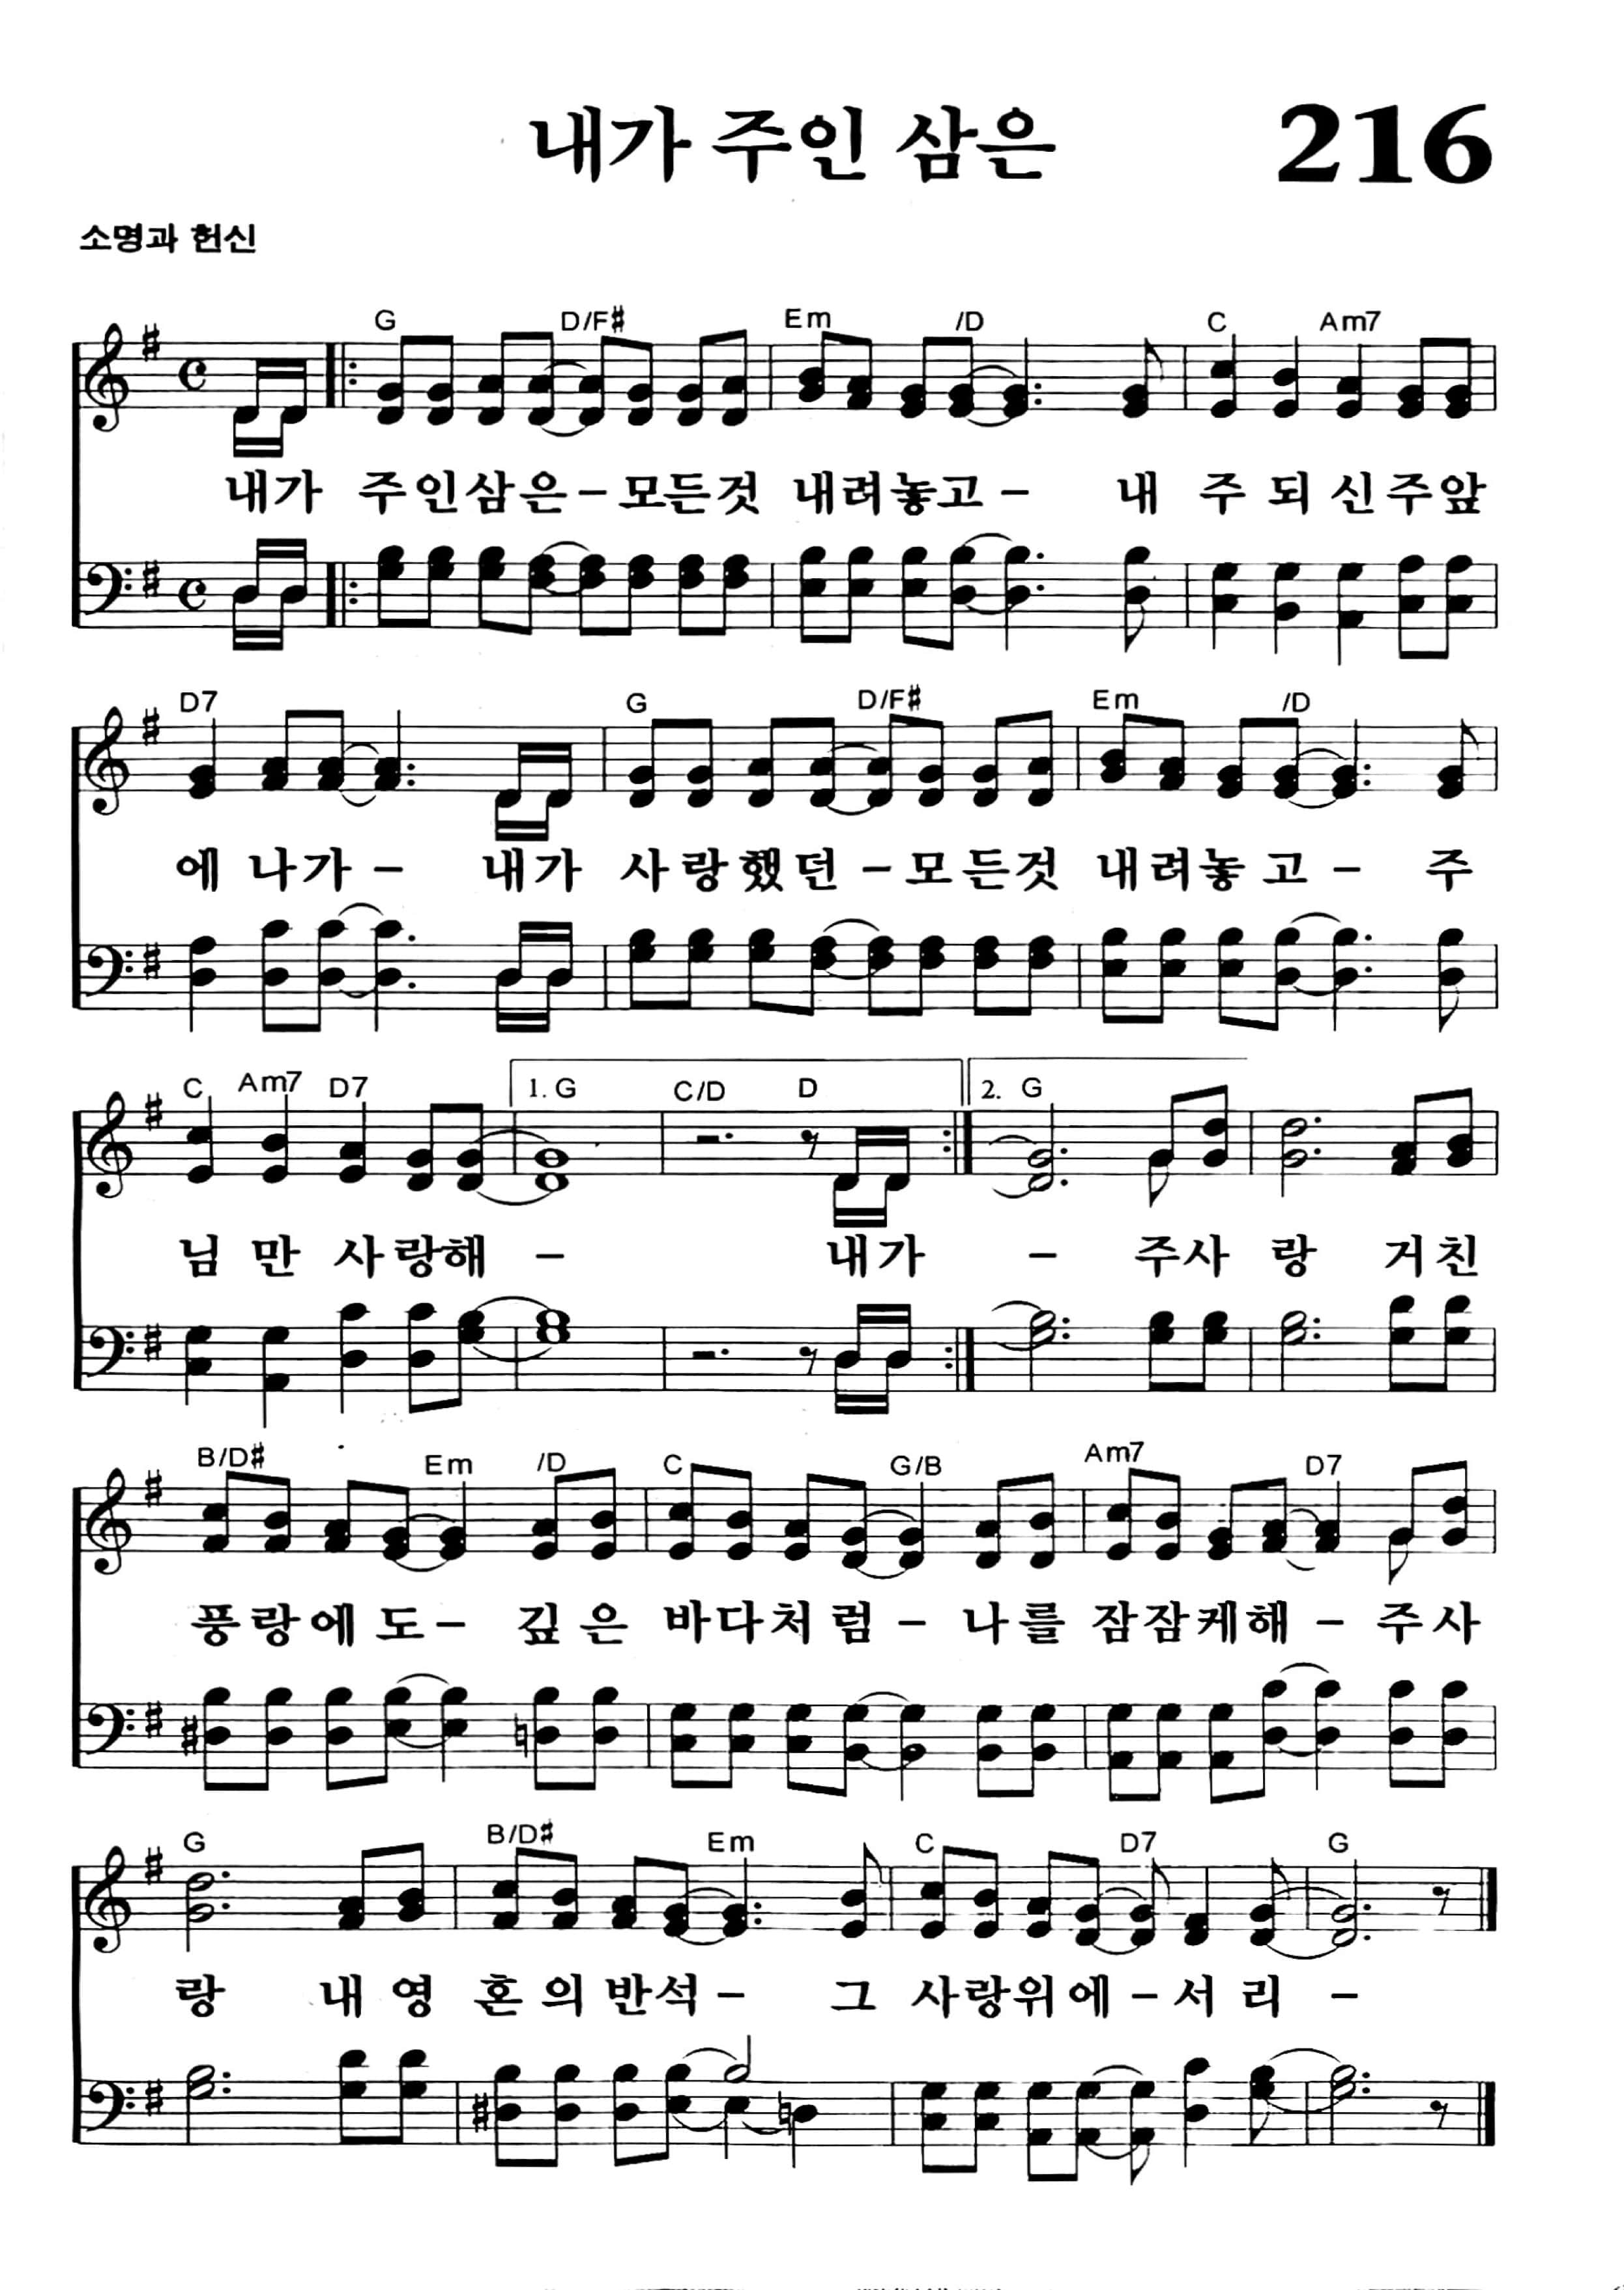 내가 주인 삼은 216
소명과 헌신
G D/F# Em /D C Am7
내가 주인삼은-모든것 내려놓고- 내 주 되 신주앞
D7 G D/F# Em /D
에 나가- 내가 사랑했던-모든것 내려놓고- 주
C Am7 D7 1. G C/D D 2. G
님 만 사랑해 - 내가 - 주사 랑 거친
B/D# Em /D C G/B Am7 D7
풍랑에도- 깊은 바다처럼- 나를 잠잠케해- 주사
G B/D# Em C D7 G
랑 내 영 혼의반석- 그 사랑위에-서 리 -